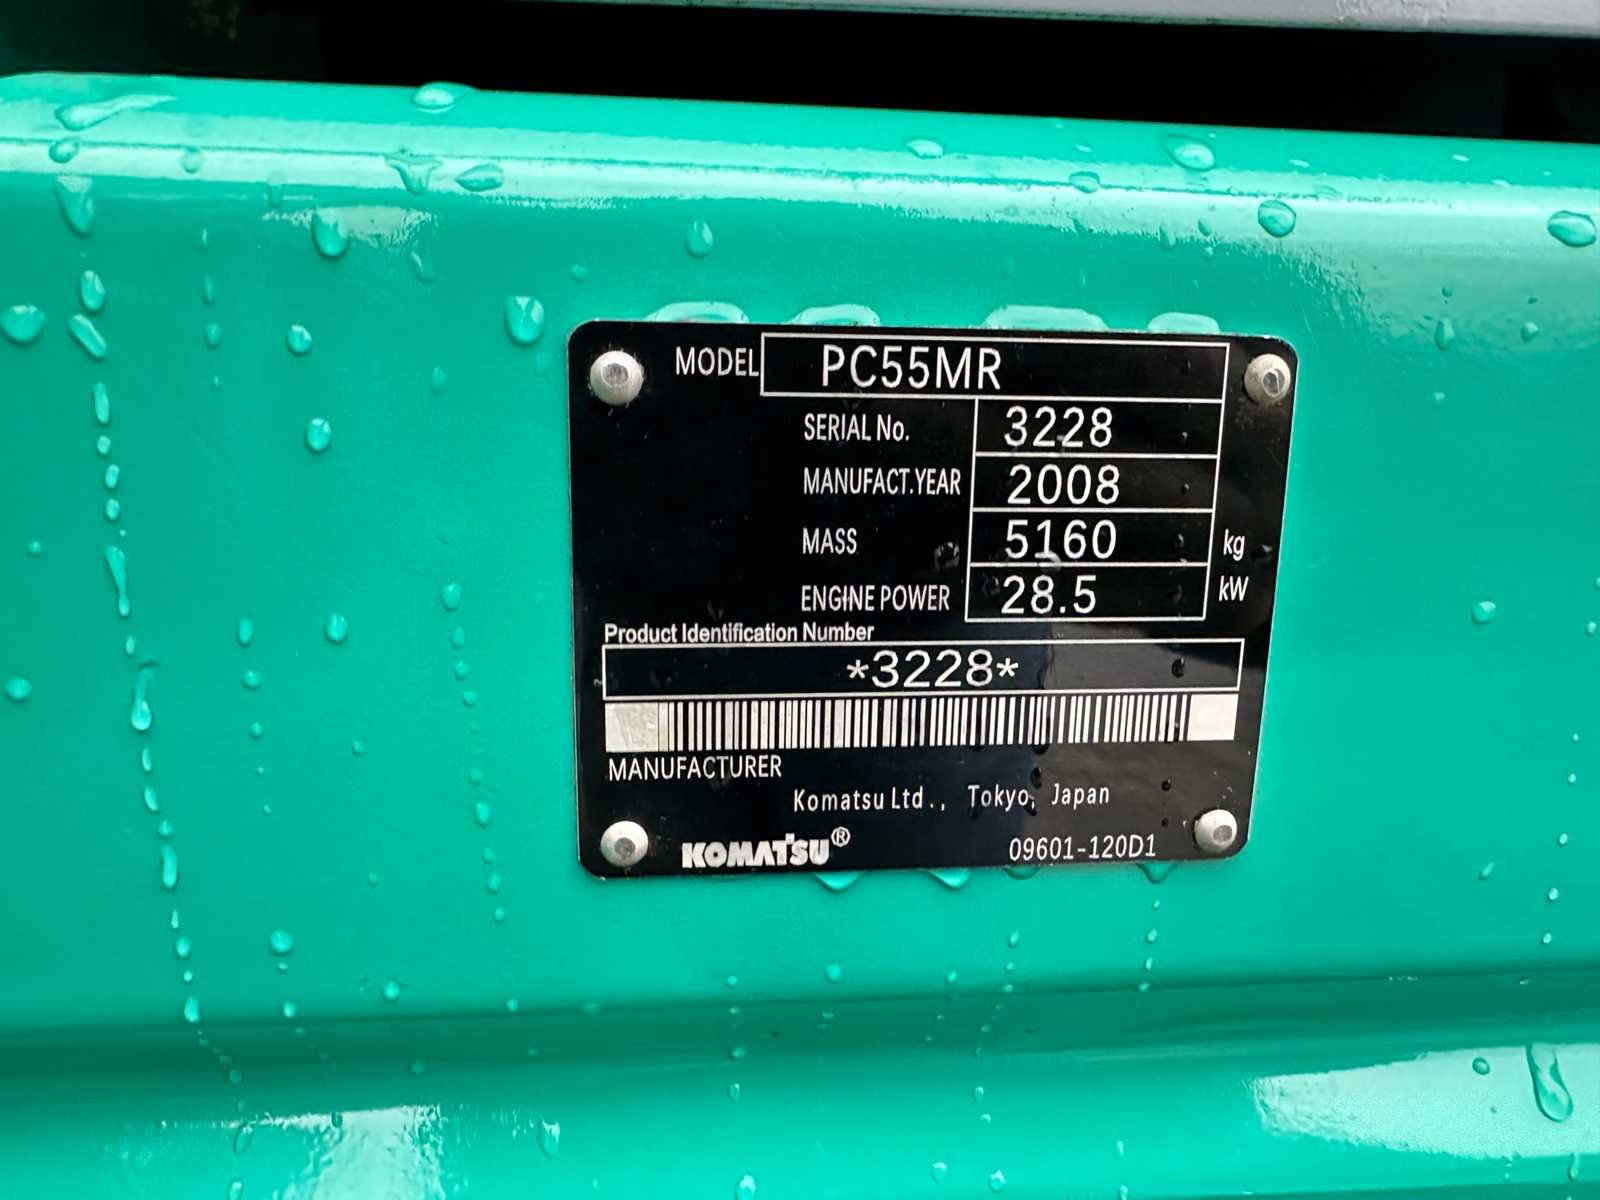 MODEL PC55MR
SERIAL No. 3228
MANUFACT.YEAR 2008
MASS 5160 kg
ENGINE POWER 28.5 kW
Product Identification Number
*3228*
MANUFACTURER
Komatsu Ltd., Tokyo, Japan
KOMATSU® 09601-120D1